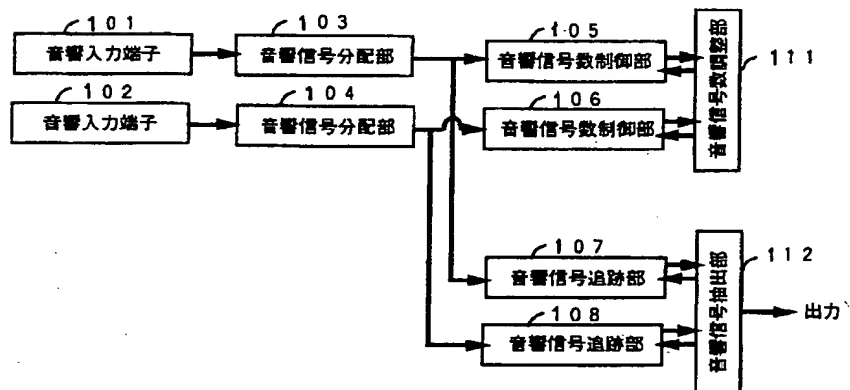 101
音響入力端子
103
音響信号分配部
105
音響信号数制御部
111
音響信号数調整部
102
音響入力端子
104
音響信号分配部
106
音響信号数制御部
107
音響信号追跡部
112
音響信号抽出部
出力
108
音響信号追跡部